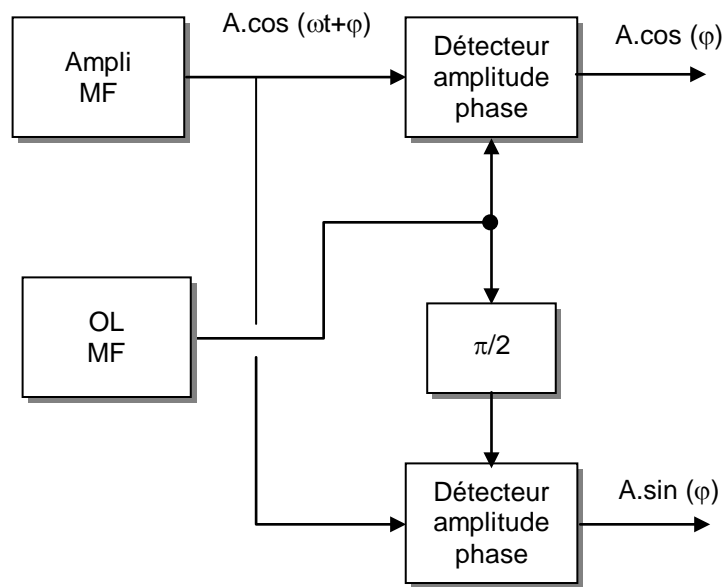 A.cos (ωt+φ)
A.cos (φ)
Ampli
MF
Détecteur
amplitude
phase
OL
MF
π/2
Détecteur
amplitude
phase
A.sin (φ)